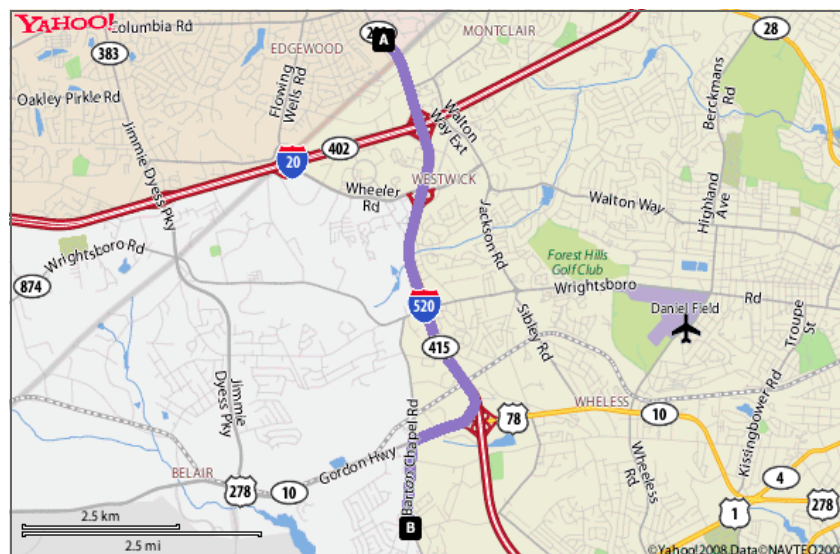 YAHOO!
Columbia Rd
EDGEWOOD
A
MONTCLAIR
28
383
Oakley Pirkle Rd
Flowing
Wells Rd
Walton
Way Ext
Berckmans
Rd
402
20
Jimmie Dyess Pky
Wheeler
Rd
WESTWICK
Walton Way
Highland
Ave
Jackson Rd
Wrightsboro Rd
874
Forest Hills
Golf Club
Wrightsboro
Rd
Daniel Field
520
415
Sibley Rd
Troupe
St
Jimmie
Dyess Pky
WHELESS
78
10
Kissingbower Rd
Barton Chapel Rd
Gordon Hwy
BELAIR
278
10
Wheeless
Rd
4
278
1
B
2.5 km
2.5 mi
©Yahoo!2008 Data©NAVTEQ20